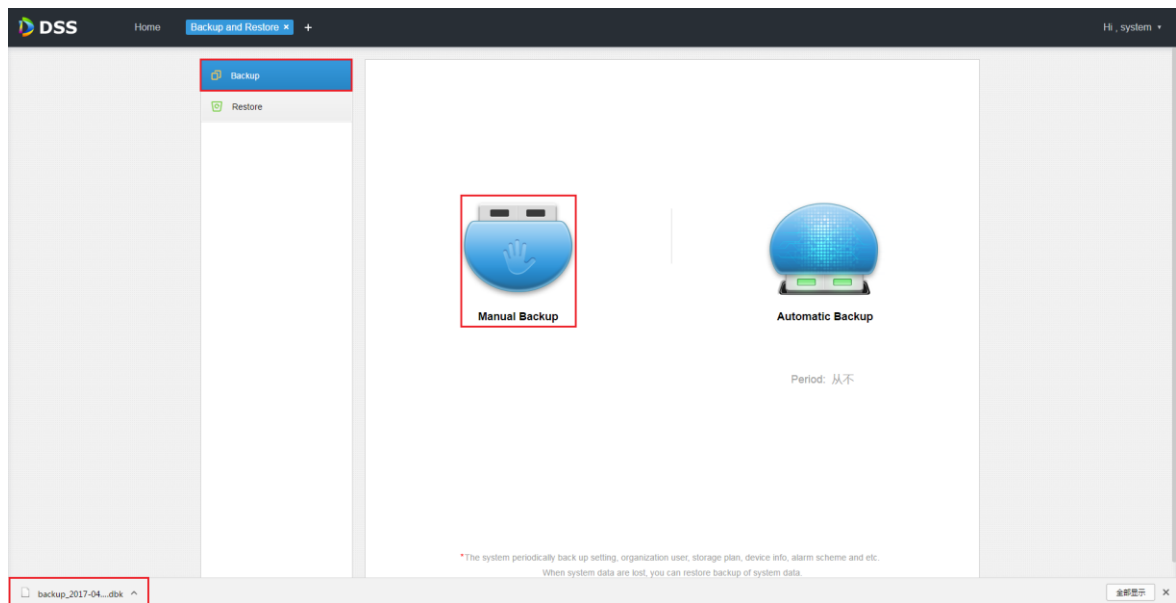 DSS Home Backup and Restore × + Hi , system
Backup
Restore
Manual Backup
Automatic Backup
Period: 从不
*The system periodically back up setting, organization user, storage plan, device info, alarm scheme and etc.
When system data are lost, you can restore backup of system data.
backup_2017-04....dbk
全部显示 ×